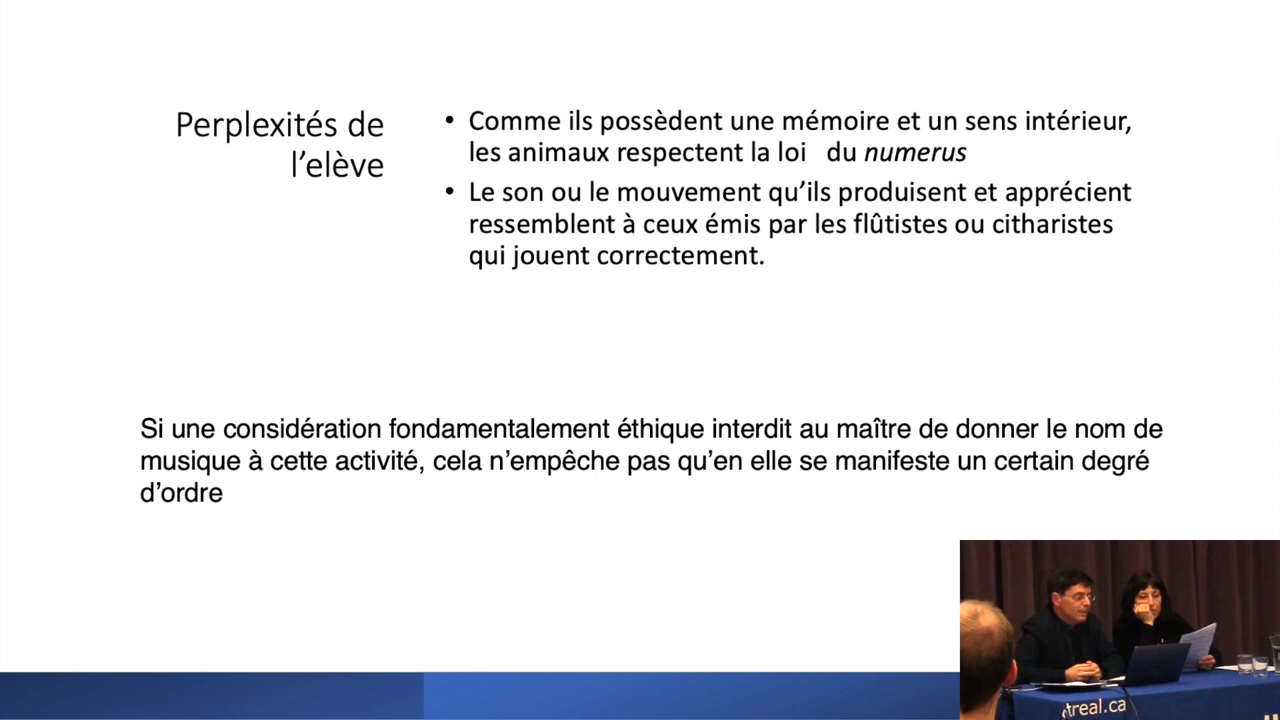 Perplexités de
l’elève
• Comme ils possèdent une mémoire et un sens intérieur,
les animaux respectent la loi du numerus
• Le son ou le mouvement qu’ils produisent et apprécient
ressemblent à ceux émis par les flûtistes ou citharistes
qui jouent correctement.
Si une considération fondamentalement éthique interdit au maître de donner le nom de
musique à cette activité, cela n’empêche pas qu’en elle se manifeste un certain degré
d’ordre
treal.ca